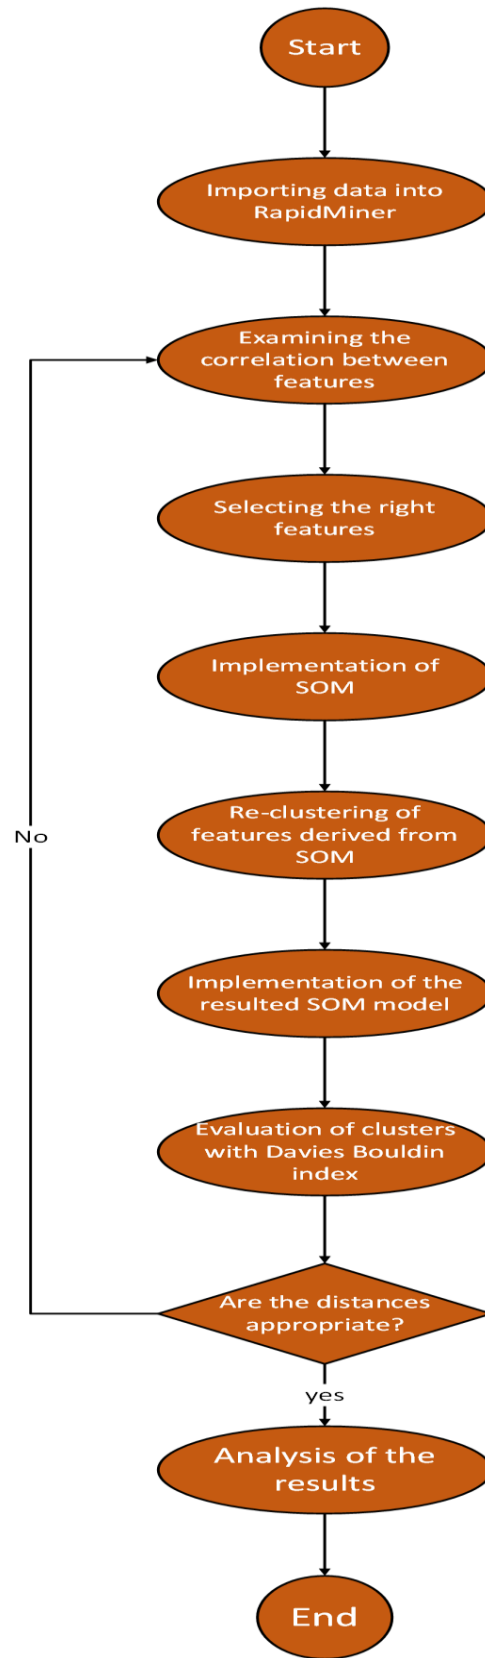 Start
Importing data into
RapidMiner
Examining the
correlation between
features
Selecting the right
features
Implementation of
SOM
Re-clustering of
features derived from
SOM
No
Implementation of the
resulted SOM model
Evaluation of clusters
with Davies Bouldin
index
Are the distances
appropriate?
yes
Analysis of the
results
End